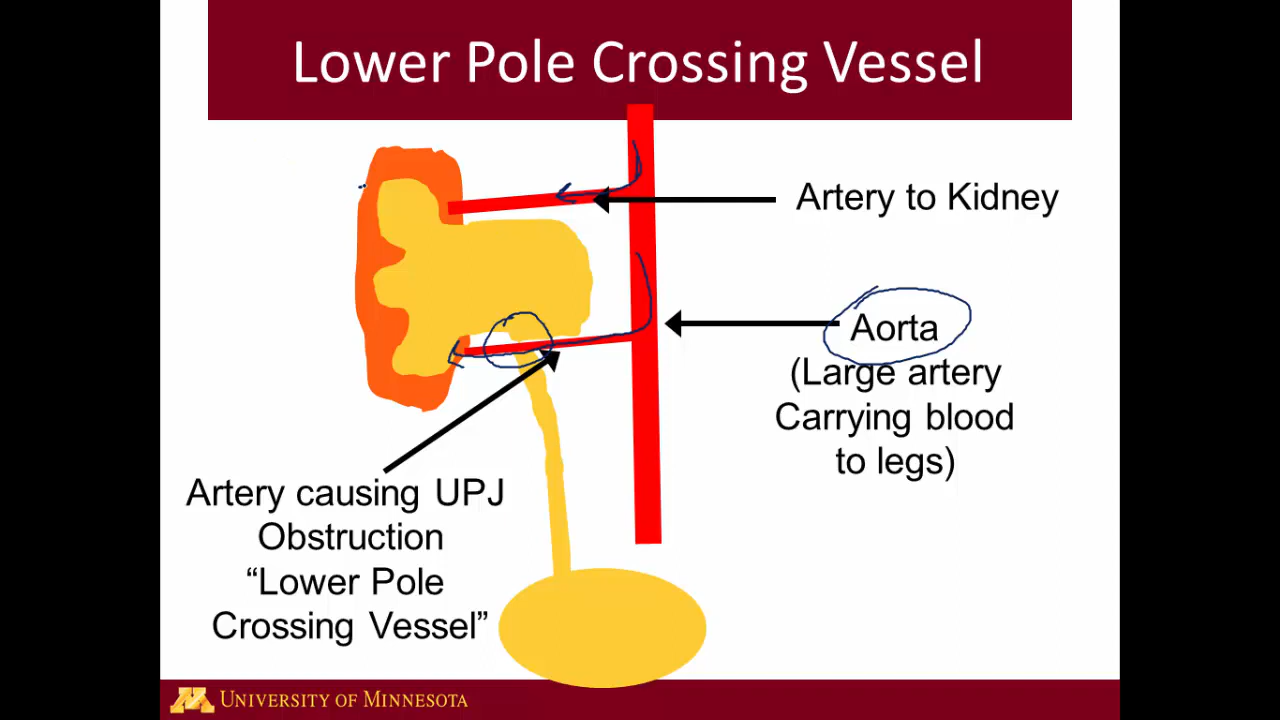 Lower Pole Crossing Vessel
Artery to Kidney
Aorta
(Large artery
Carrying blood
to legs)
Artery causing UPJ
Obstruction
“Lower Pole
Crossing Vessel”
UNIVERSITY OF MINNESOTA